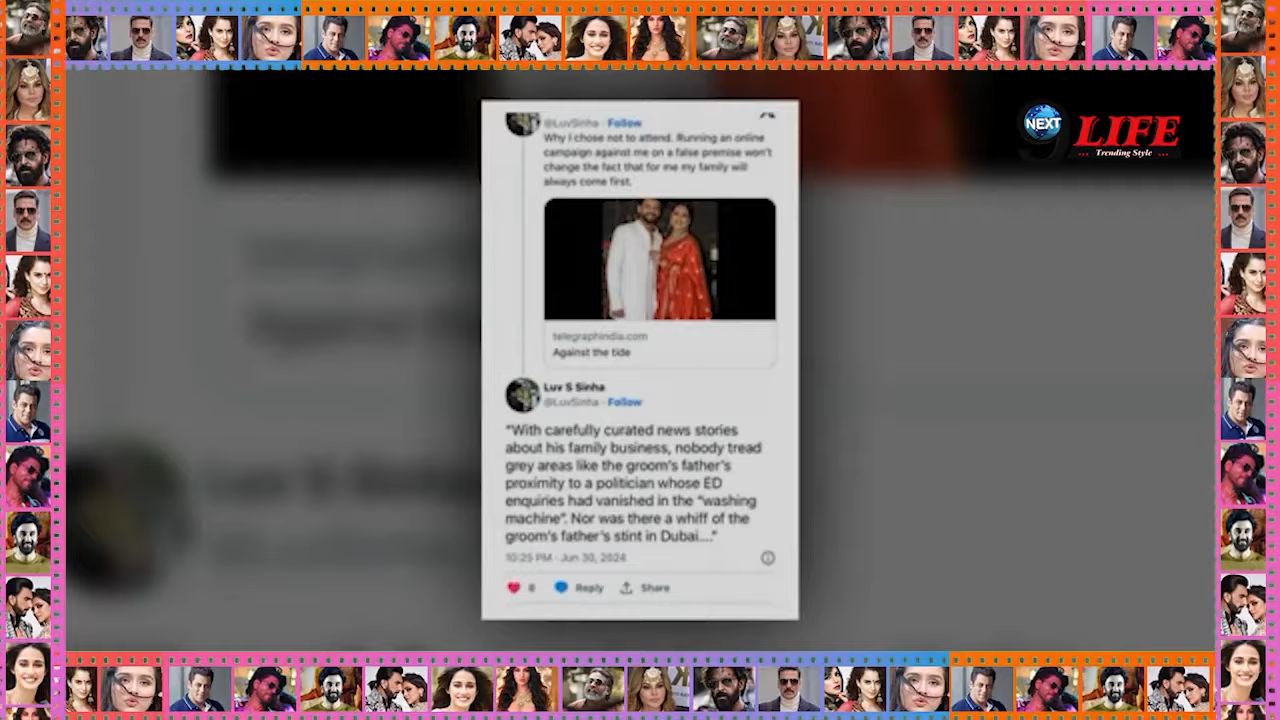 @LuvSinha · Follow
Why I chose not to attend. Running an online
campaign against me on a false premise won't
change the fact that for me my family will
always come first.
telegraphindia.com
Against the tide
Luv S Sinha
@LuvSinha · Follow
"With carefully curated news stories
about his family business, nobody tread
grey areas like the groom's father's
proximity to a politician whose ED
enquiries had vanished in the "washing
machine". Nor was there a whiff of the
groom's father's stint in Dubai...."
10:25 PM · Jun 30, 2024
8 Reply Share
NEXT
9 LIFE
... Trending Style ...